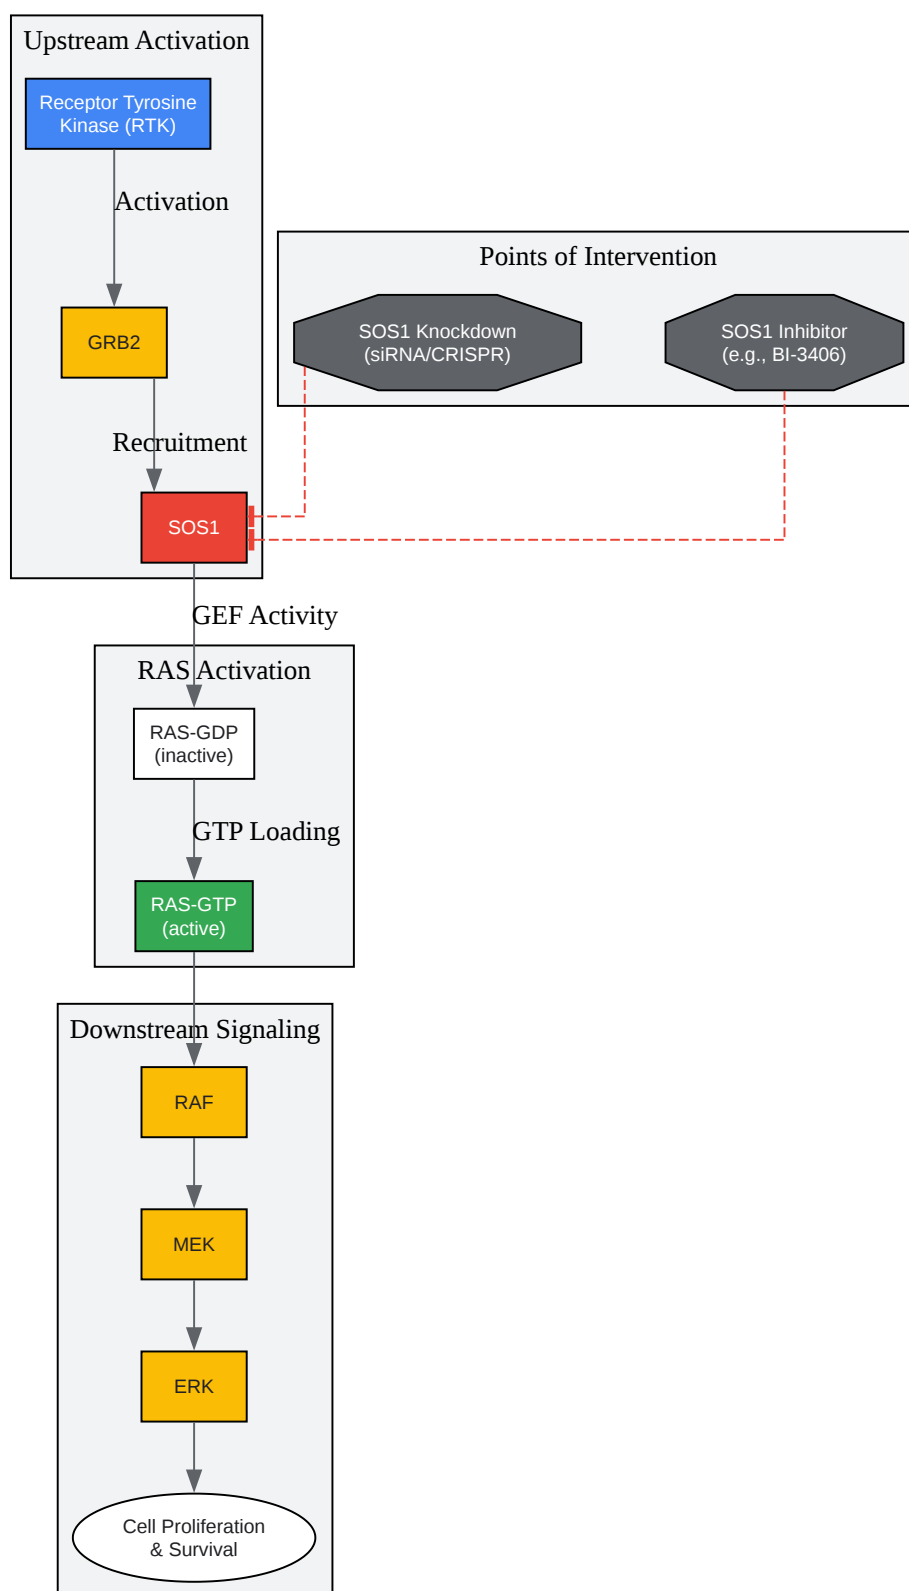 Upstream Activation
Receptor Tyrosine
Kinase (RTK)
Activation
Points of Intervention
SOS1 Knockdown
(siRNA/CRISPR)
SOS1 Inhibitor
(e.g., BI-3406)
GRB2
Recruitment
SOS1
GEF Activity
RAS Activation
RAS-GDP
(inactive)
GTP Loading
RAS-GTP
(active)
Downstream Signaling
RAF
MEK
ERK
Cell Proliferation
& Survival